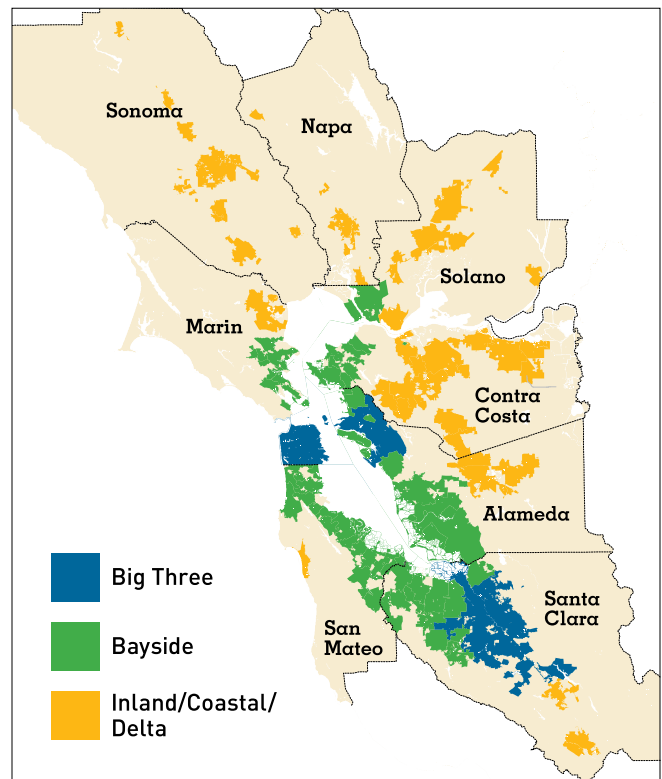 Sonoma
Napa
Solano
Marin
Contra
Costa
Alameda
Santa
Clara
San
Mateo
Big Three
Bayside
Inland/Coastal/
Delta